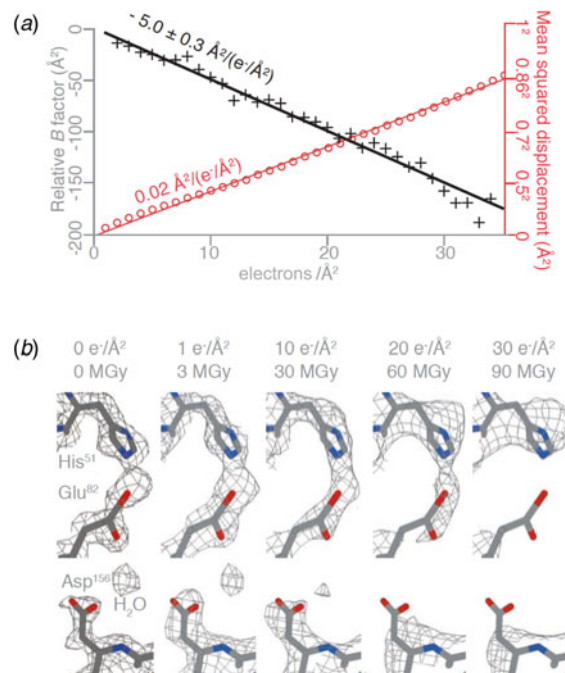 (a)
0
-50
-100
-150
-200
Relative B factor (Å²)
- 5.0 ± 0.3 Å²/(e⁻/Å²)
0.02 Å²/(e⁻/Å²)
1²
0.86²
0.7²
0.5²
0²
Mean squared displacement (Å²)
0 10 20 30
electrons/Å²
(b)
0 e⁻/Å² 1 e⁻/Å² 10 e⁻/Å² 20 e⁻/Å² 30 e⁻/Å²
0 MGy 3 MGy 30 MGy 60 MGy 90 MGy
His⁵¹
Glu⁸²
Asp¹⁵⁶
H₂O